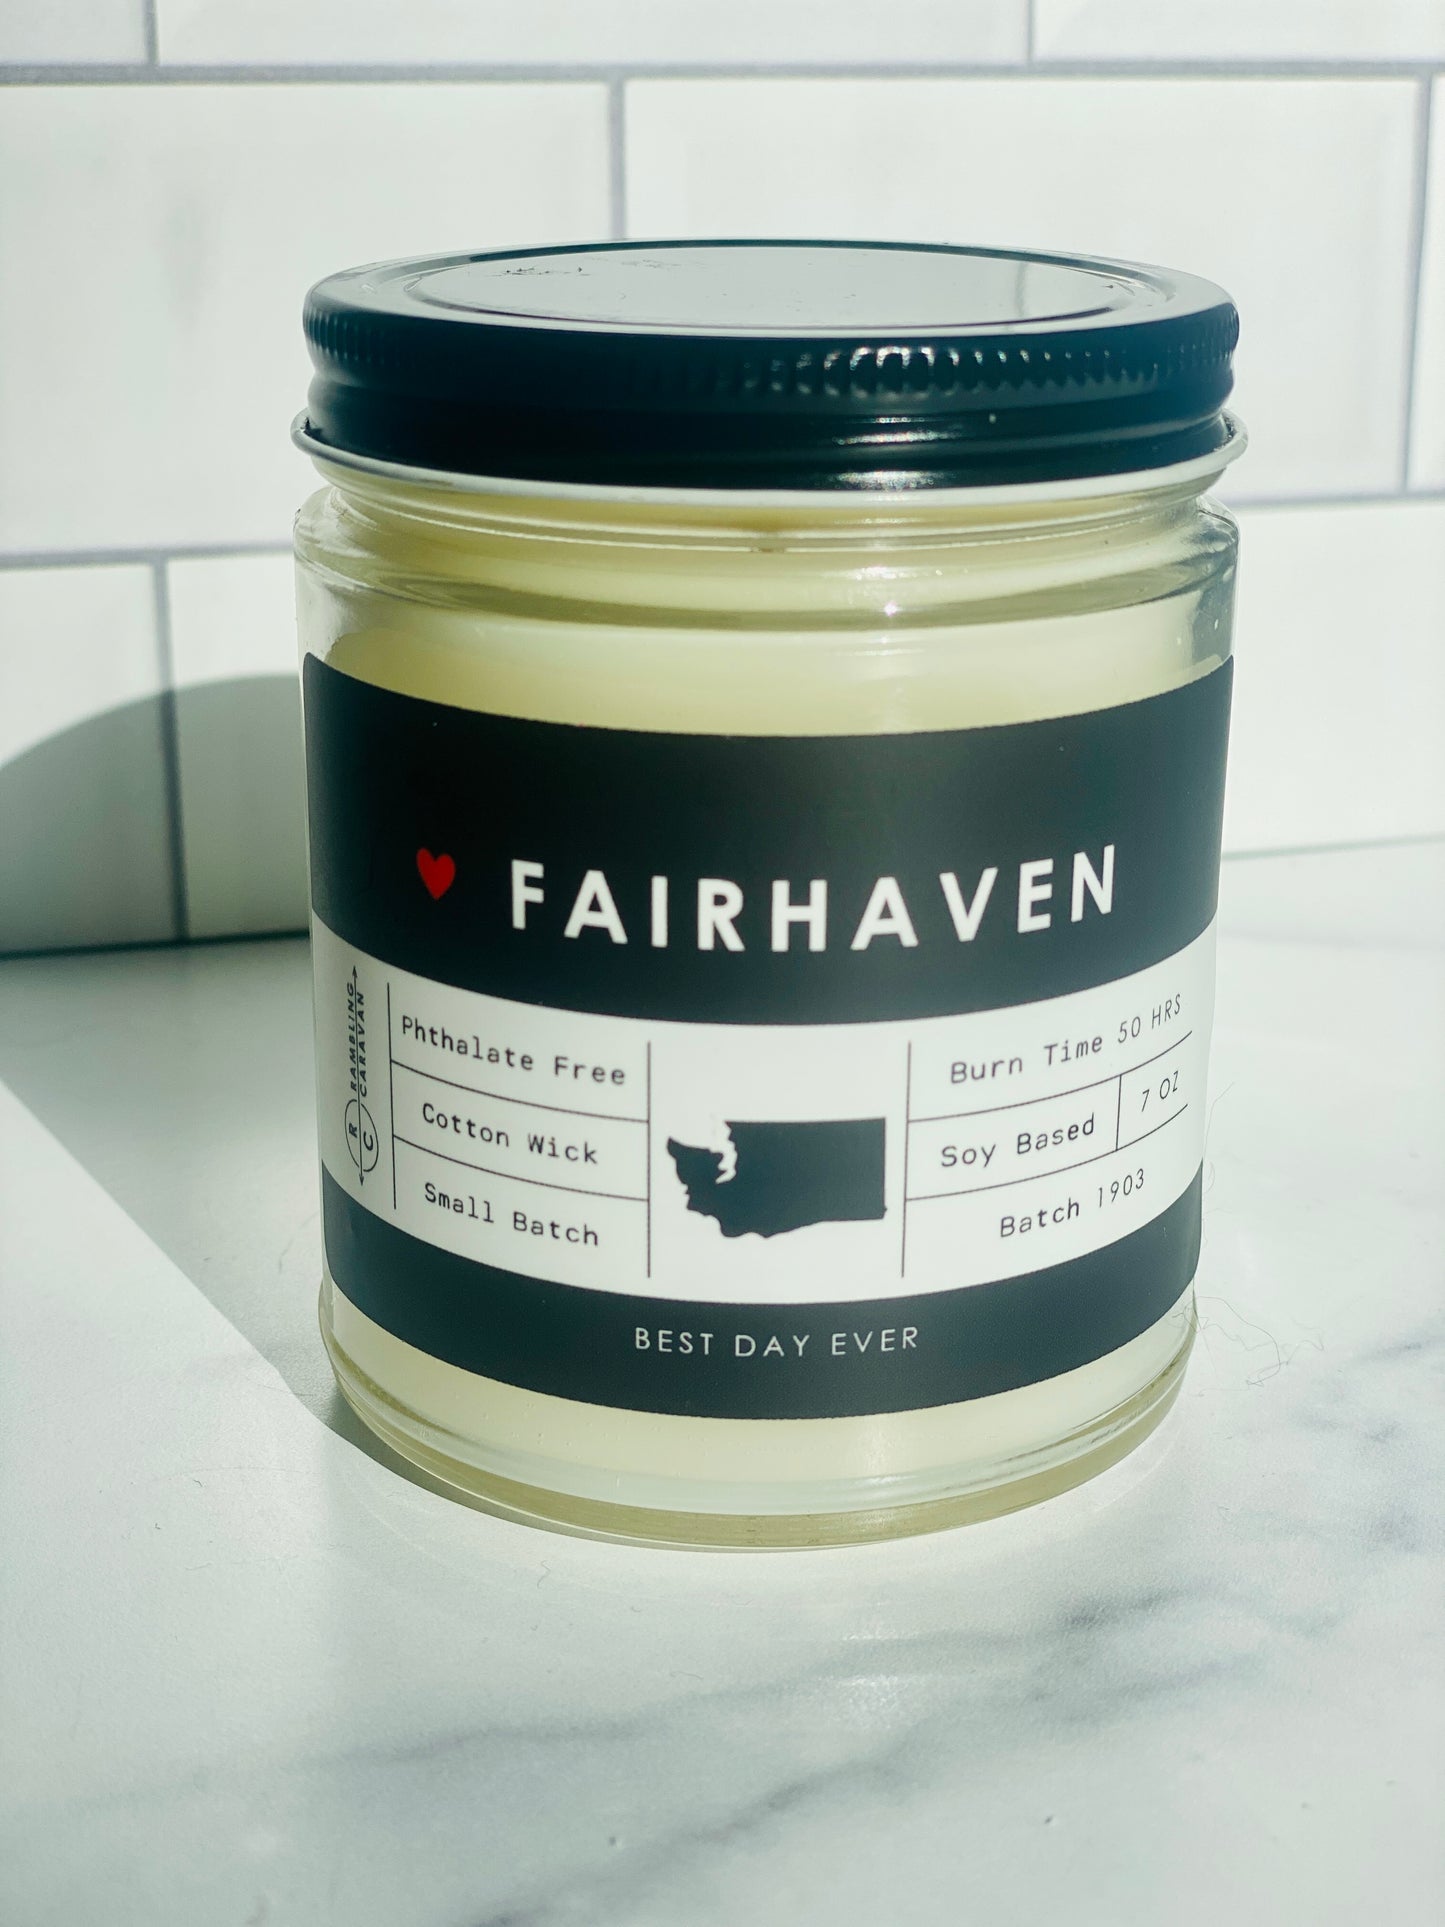 FAIRHAVEN
RAMBLING
CARAVAN
R
C
Phthalate Free
Cotton Wick
Small Batch
Burn Time 50 HRS
Soy Based
7 OZ
Batch 1903
BEST DAY EVER